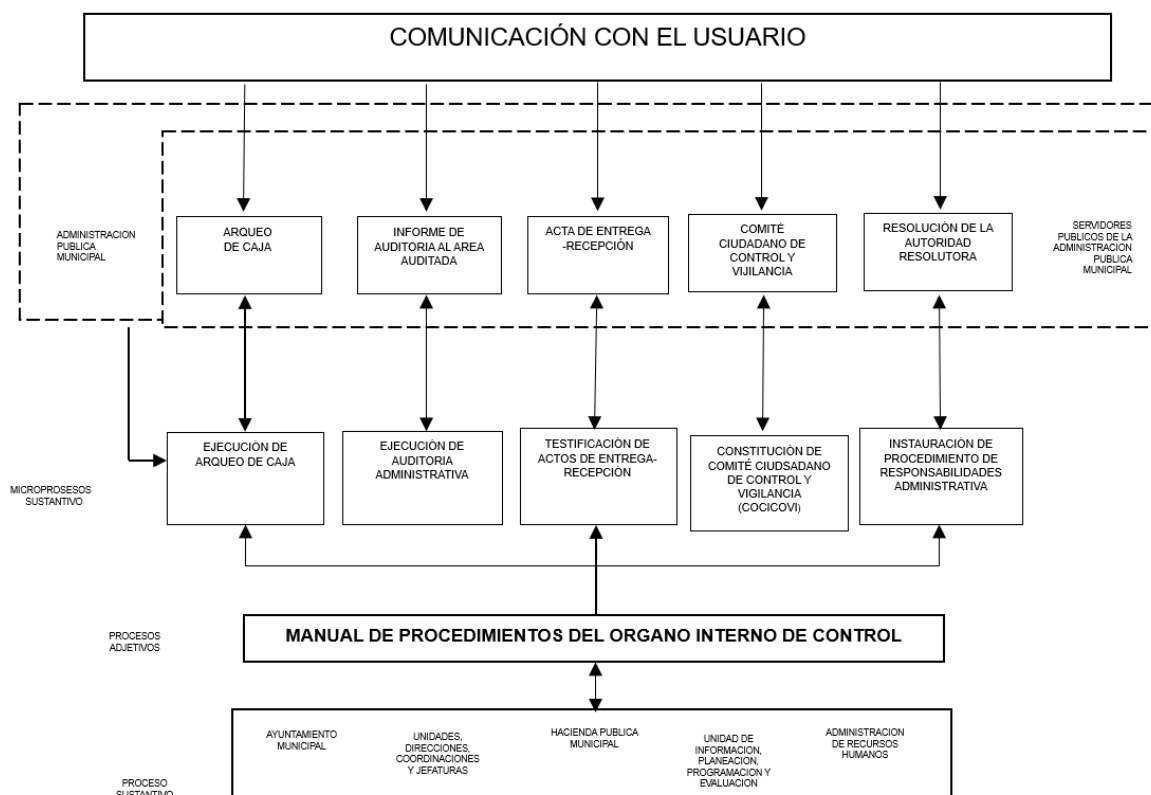 COMUNICACIÓN CON EL USUARIO
ADMINISTRACION
PUBLICA
MUNICIPAL
ARQUEO
DE CAJA
INFORME DE
AUDITORIA AL AREA
AUDITADA
ACTA DE ENTREGA
-RECEPCIÓN
COMITÉ
CIUDADANO DE
CONTROL Y
VIJILANCIA
RESOLUCIÓN DE LA
AUTORIDAD
RESOLUTORA
SERVIDORES
PUBLICOS DE LA
ADMINISTRACION
PUBLICA
MUNICIPAL
MICROPROSESOS
SUSTANTIVO
EJECUCIÓN DE
ARQUEO DE CAJA
EJECUCIÓN DE
AUDITORIA
ADMINISTRATIVA
TESTIFICACIÓN DE
ACTOS DE ENTREGA-
RECEPCIÓN
CONSTITUCIÓN DE
COMITÉ CIUDSADANO
DE CONTROL Y
VIGILANCIA
(COCICOVI)
INSTAURACIÓN DE
PROCEDIMIENTO DE
RESPONSABILIDADES
ADMINISTRATIVA
PROCESOS
ADJETIVOS
MANUAL DE PROCEDIMIENTOS DEL ORGANO INTERNO DE CONTROL
AYUNTAMIENTO
MUNICIPAL
UNIDADES,
DIRECCIONES,
COORDINACIONES
Y JEFATURAS
HACIENDA PUBLICA
MUNICIPAL
UNIDAD DE
INFORMACION,
PLANEACION,
PROGRAMACION Y
EVALUACION
ADMINISTRACION
DE RECURSOS
HUMANOS
PROCESO
SUSTANTIVO